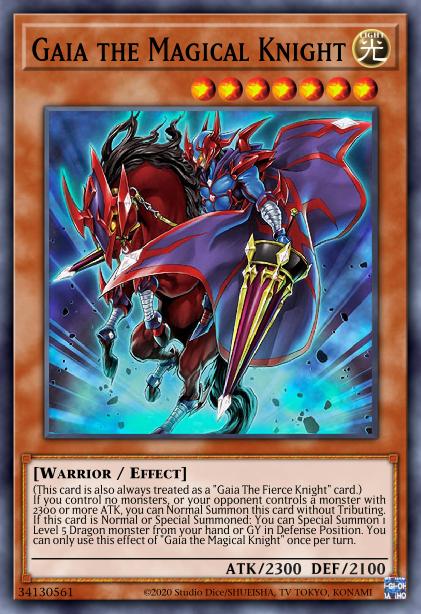 GAIA THE MAGICAL KNIGHT
LIGHT
光
[WARRIOR / EFFECT]
(This card is also always treated as a "Gaia The Fierce Knight" card.)
If you control no monsters, or your opponent controls a monster with
2300 or more ATK, you can Normal Summon this card without Tributing.
If this card is Normal or Special Summoned: You can Special Summon 1
Level 5 Dragon monster from your hand or GY in Defense Position. You
can only use this effect of "Gaia the Magical Knight" once per turn.
ATK/2300 DEF/2100
34130561
©2020 Studio Dice/SHUEISHA, TV TOKYO, KONAMI